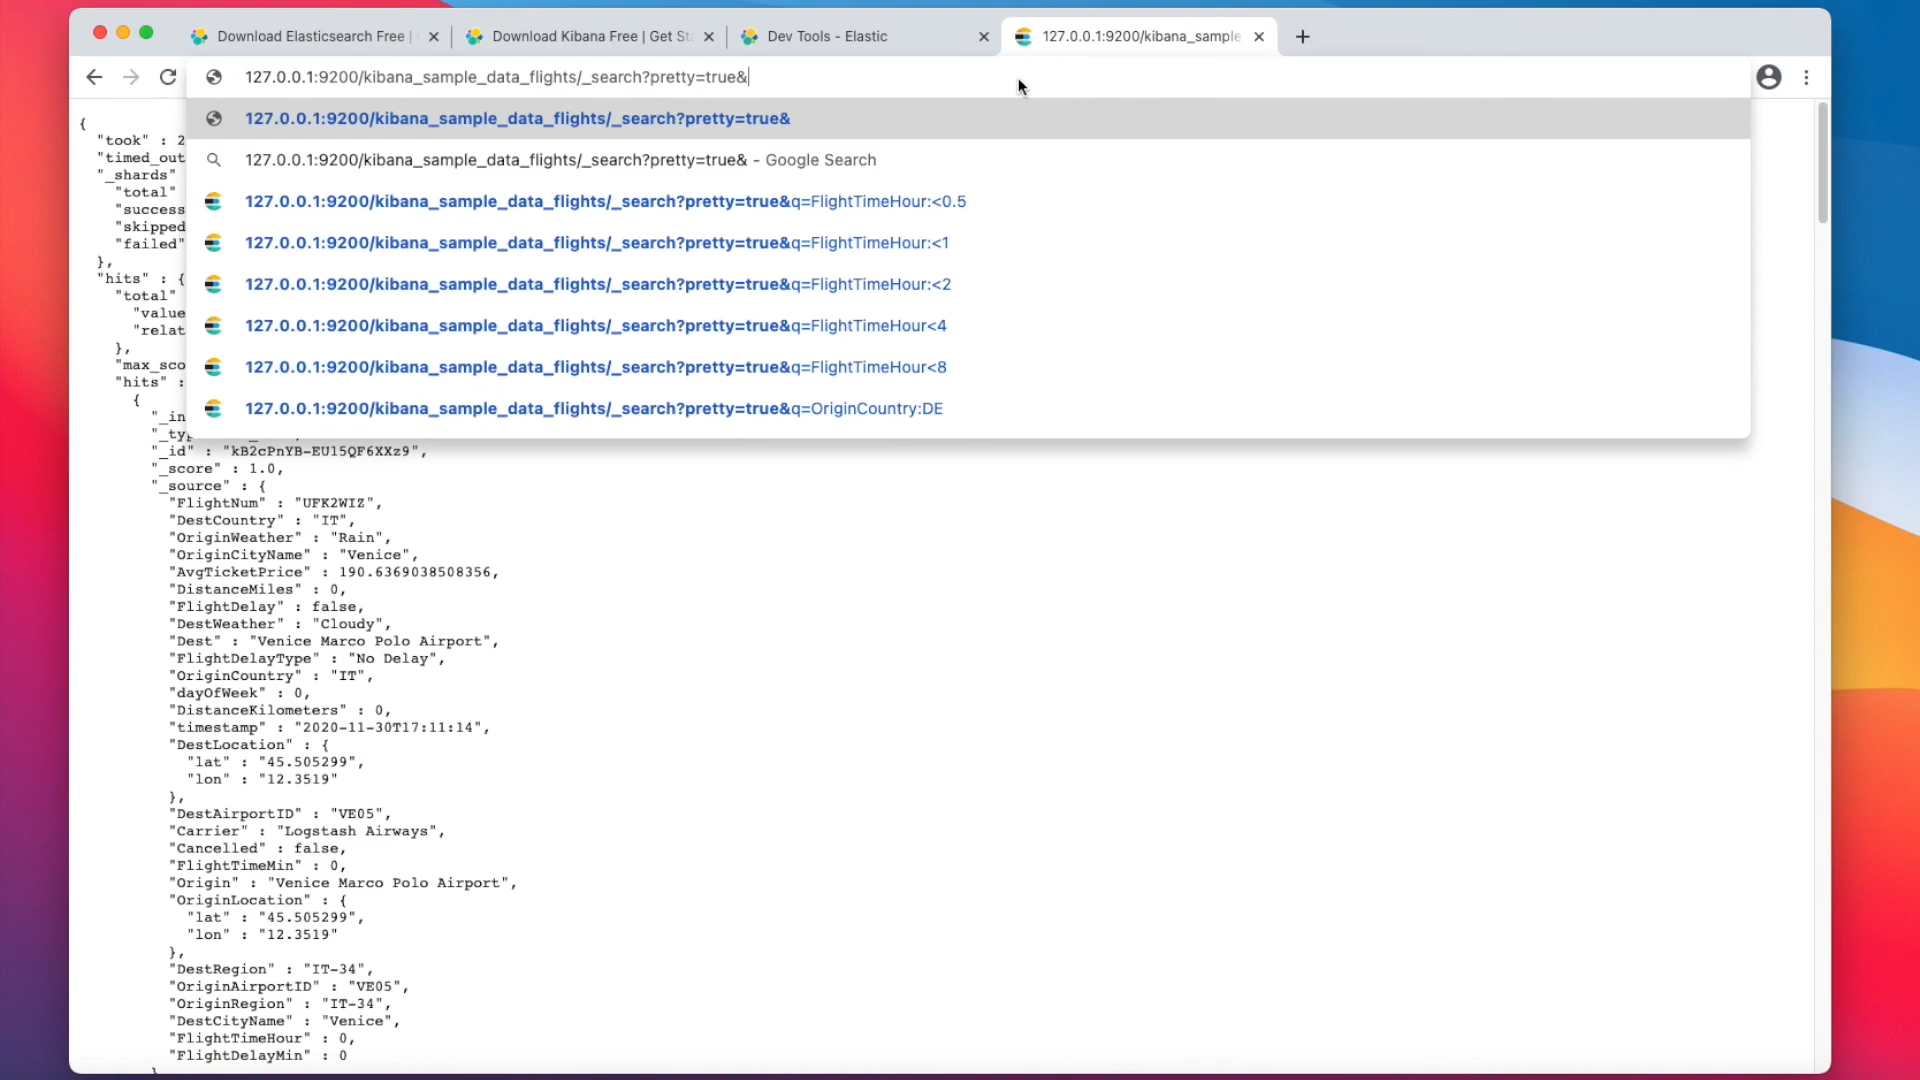 Download Elasticsearch Free |
Download Kibana Free | Get St
Dev Tools - Elastic
127.0.0.1:9200/kibana_sample
127.0.0.1:9200/kibana_sample_data_flights/_search?pretty=true&
127.0.0.1:9200/kibana_sample_data_flights/_search?pretty=true&
127.0.0.1:9200/kibana_sample_data_flights/_search?pretty=true& - Google Search
127.0.0.1:9200/kibana_sample_data_flights/_search?pretty=true&q=FlightTimeHour:<0.5
127.0.0.1:9200/kibana_sample_data_flights/_search?pretty=true&q=FlightTimeHour:<1
127.0.0.1:9200/kibana_sample_data_flights/_search?pretty=true&q=FlightTimeHour:<2
127.0.0.1:9200/kibana_sample_data_flights/_search?pretty=true&q=FlightTimeHour<4
127.0.0.1:9200/kibana_sample_data_flights/_search?pretty=true&q=FlightTimeHour<8
127.0.0.1:9200/kibana_sample_data_flights/_search?pretty=true&q=OriginCountry:DE
{
"took" : 2
"timed_out
"_shards"
"total"
"success
"skipped
"failed"
},
"hits" : {
"total"
"value
"relat
},
"max_sco
"hits" :
{
"_in
"_typ
"_id" : "kB2cPnYB-EU15QF6XXz9",
"_score" : 1.0,
"_source" : {
"FlightNum" : "UFK2WIZ",
"DestCountry" : "IT",
"OriginWeather" : "Rain",
"OriginCityName" : "Venice",
"AvgTicketPrice" : 190.6369038508356,
"DistanceMiles" : 0,
"FlightDelay" : false,
"DestWeather" : "Cloudy",
"Dest" : "Venice Marco Polo Airport",
"FlightDelayType" : "No Delay",
"OriginCountry" : "IT",
"dayOfWeek" : 0,
"DistanceKilometers" : 0,
"timestamp" : "2020-11-30T17:11:14",
"DestLocation" : {
"lat" : "45.505299",
"lon" : "12.3519"
},
"DestAirportID" : "VE05",
"Carrier" : "Logstash Airways",
"Cancelled" : false,
"FlightTimeMin" : 0,
"Origin" : "Venice Marco Polo Airport",
"OriginLocation" : {
"lat" : "45.505299",
"lon" : "12.3519"
},
"DestRegion" : "IT-34",
"OriginAirportID" : "VE05",
"OriginRegion" : "IT-34",
"DestCityName" : "Venice",
"FlightTimeHour" : 0,
"FlightDelayMin" : 0